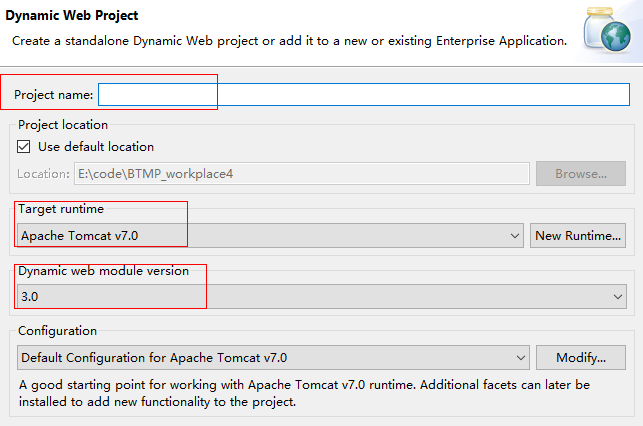 Dynamic Web Project
Create a standalone Dynamic Web project or add it to a new or existing Enterprise Application.
Project name:
Project location
Use default location
Location: E:\code\BTMP_workplace4 Browse...
Target runtime
Apache Tomcat v7.0 New Runtime...
Dynamic web module version
3.0
Configuration
Default Configuration for Apache Tomcat v7.0 Modify...
A good starting point for working with Apache Tomcat v7.0 runtime. Additional facets can later be
installed to add new functionality to the project.